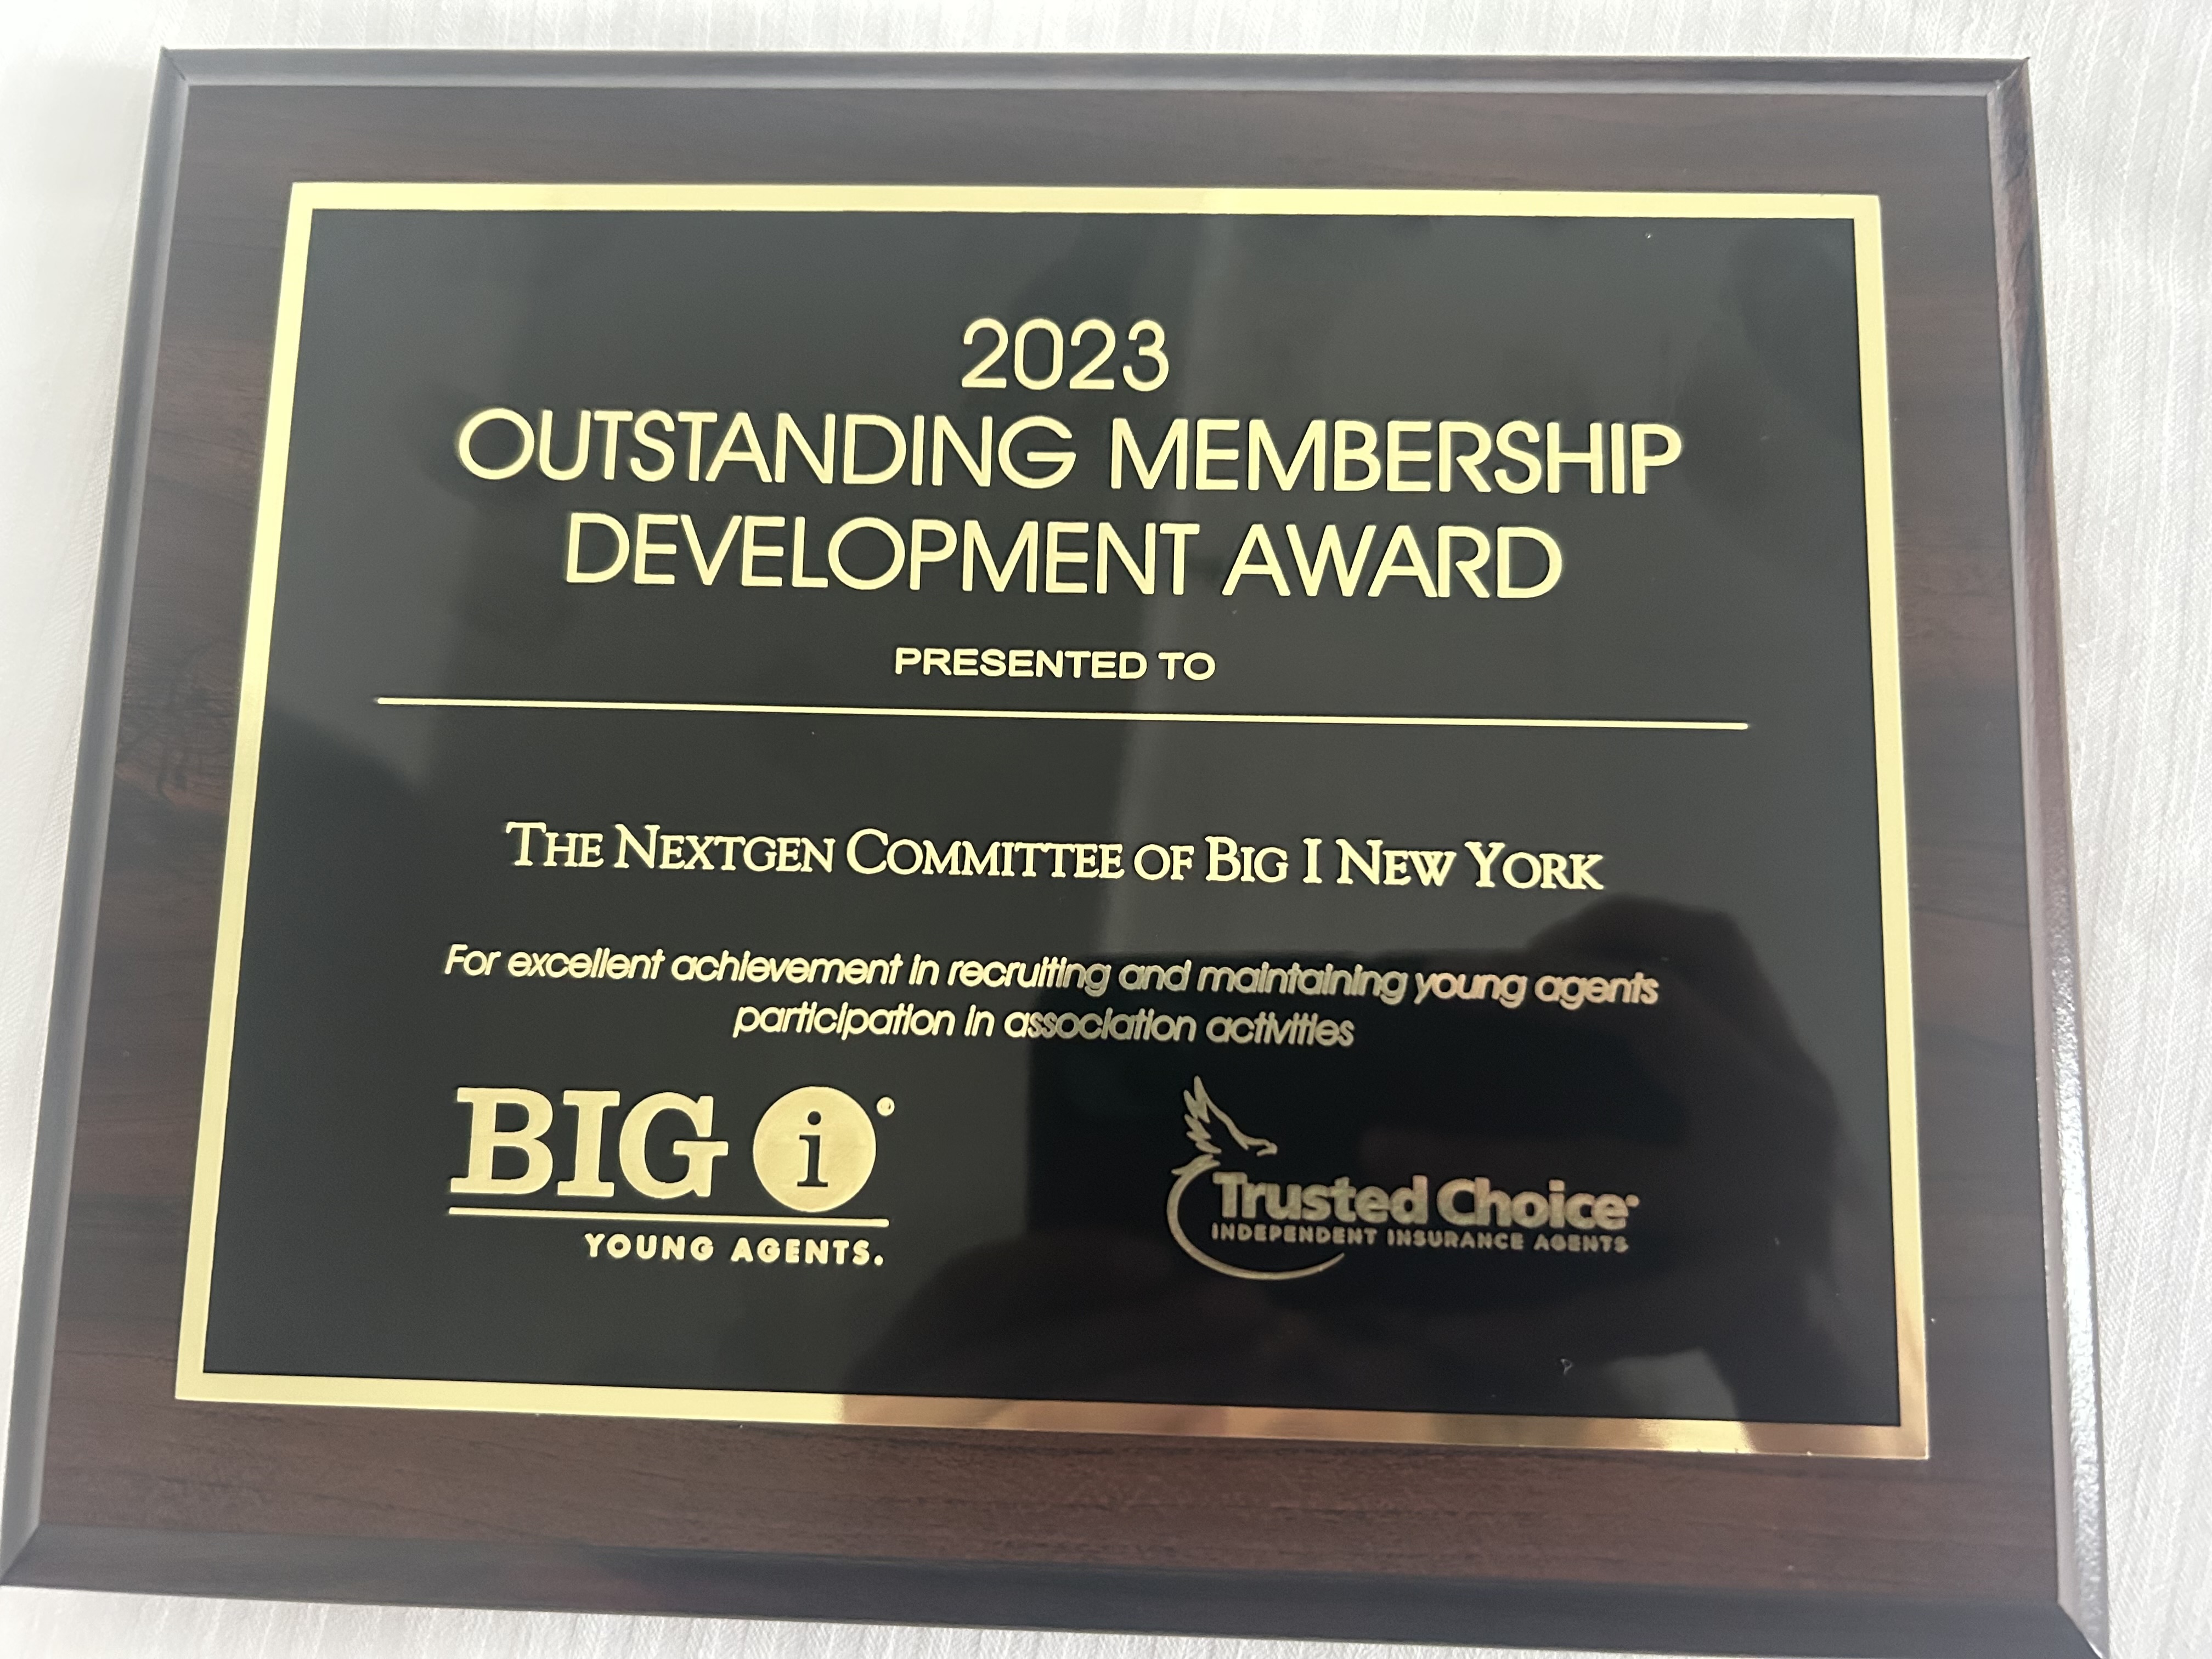 2023
OUTSTANDING MEMBERSHIP
DEVELOPMENT AWARD
PRESENTED TO
THE NEXTGEN COMMITTEE OF BIG I NEW YORK
For excellent achievement in recruiting and maintaining young agents
participation in association activities
BIG i
YOUNG AGENTS.
Trusted Choice
INDEPENDENT INSURANCE AGENTS